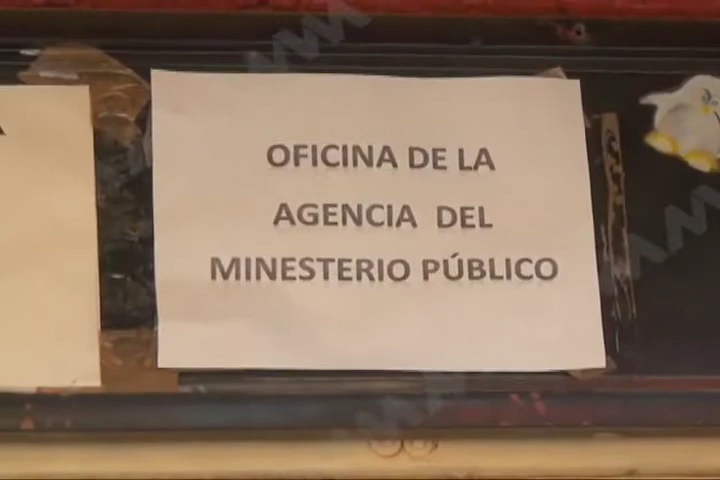 OFICINA DE LA
AGENCIA DEL
MINESTERIO PÚBLICO